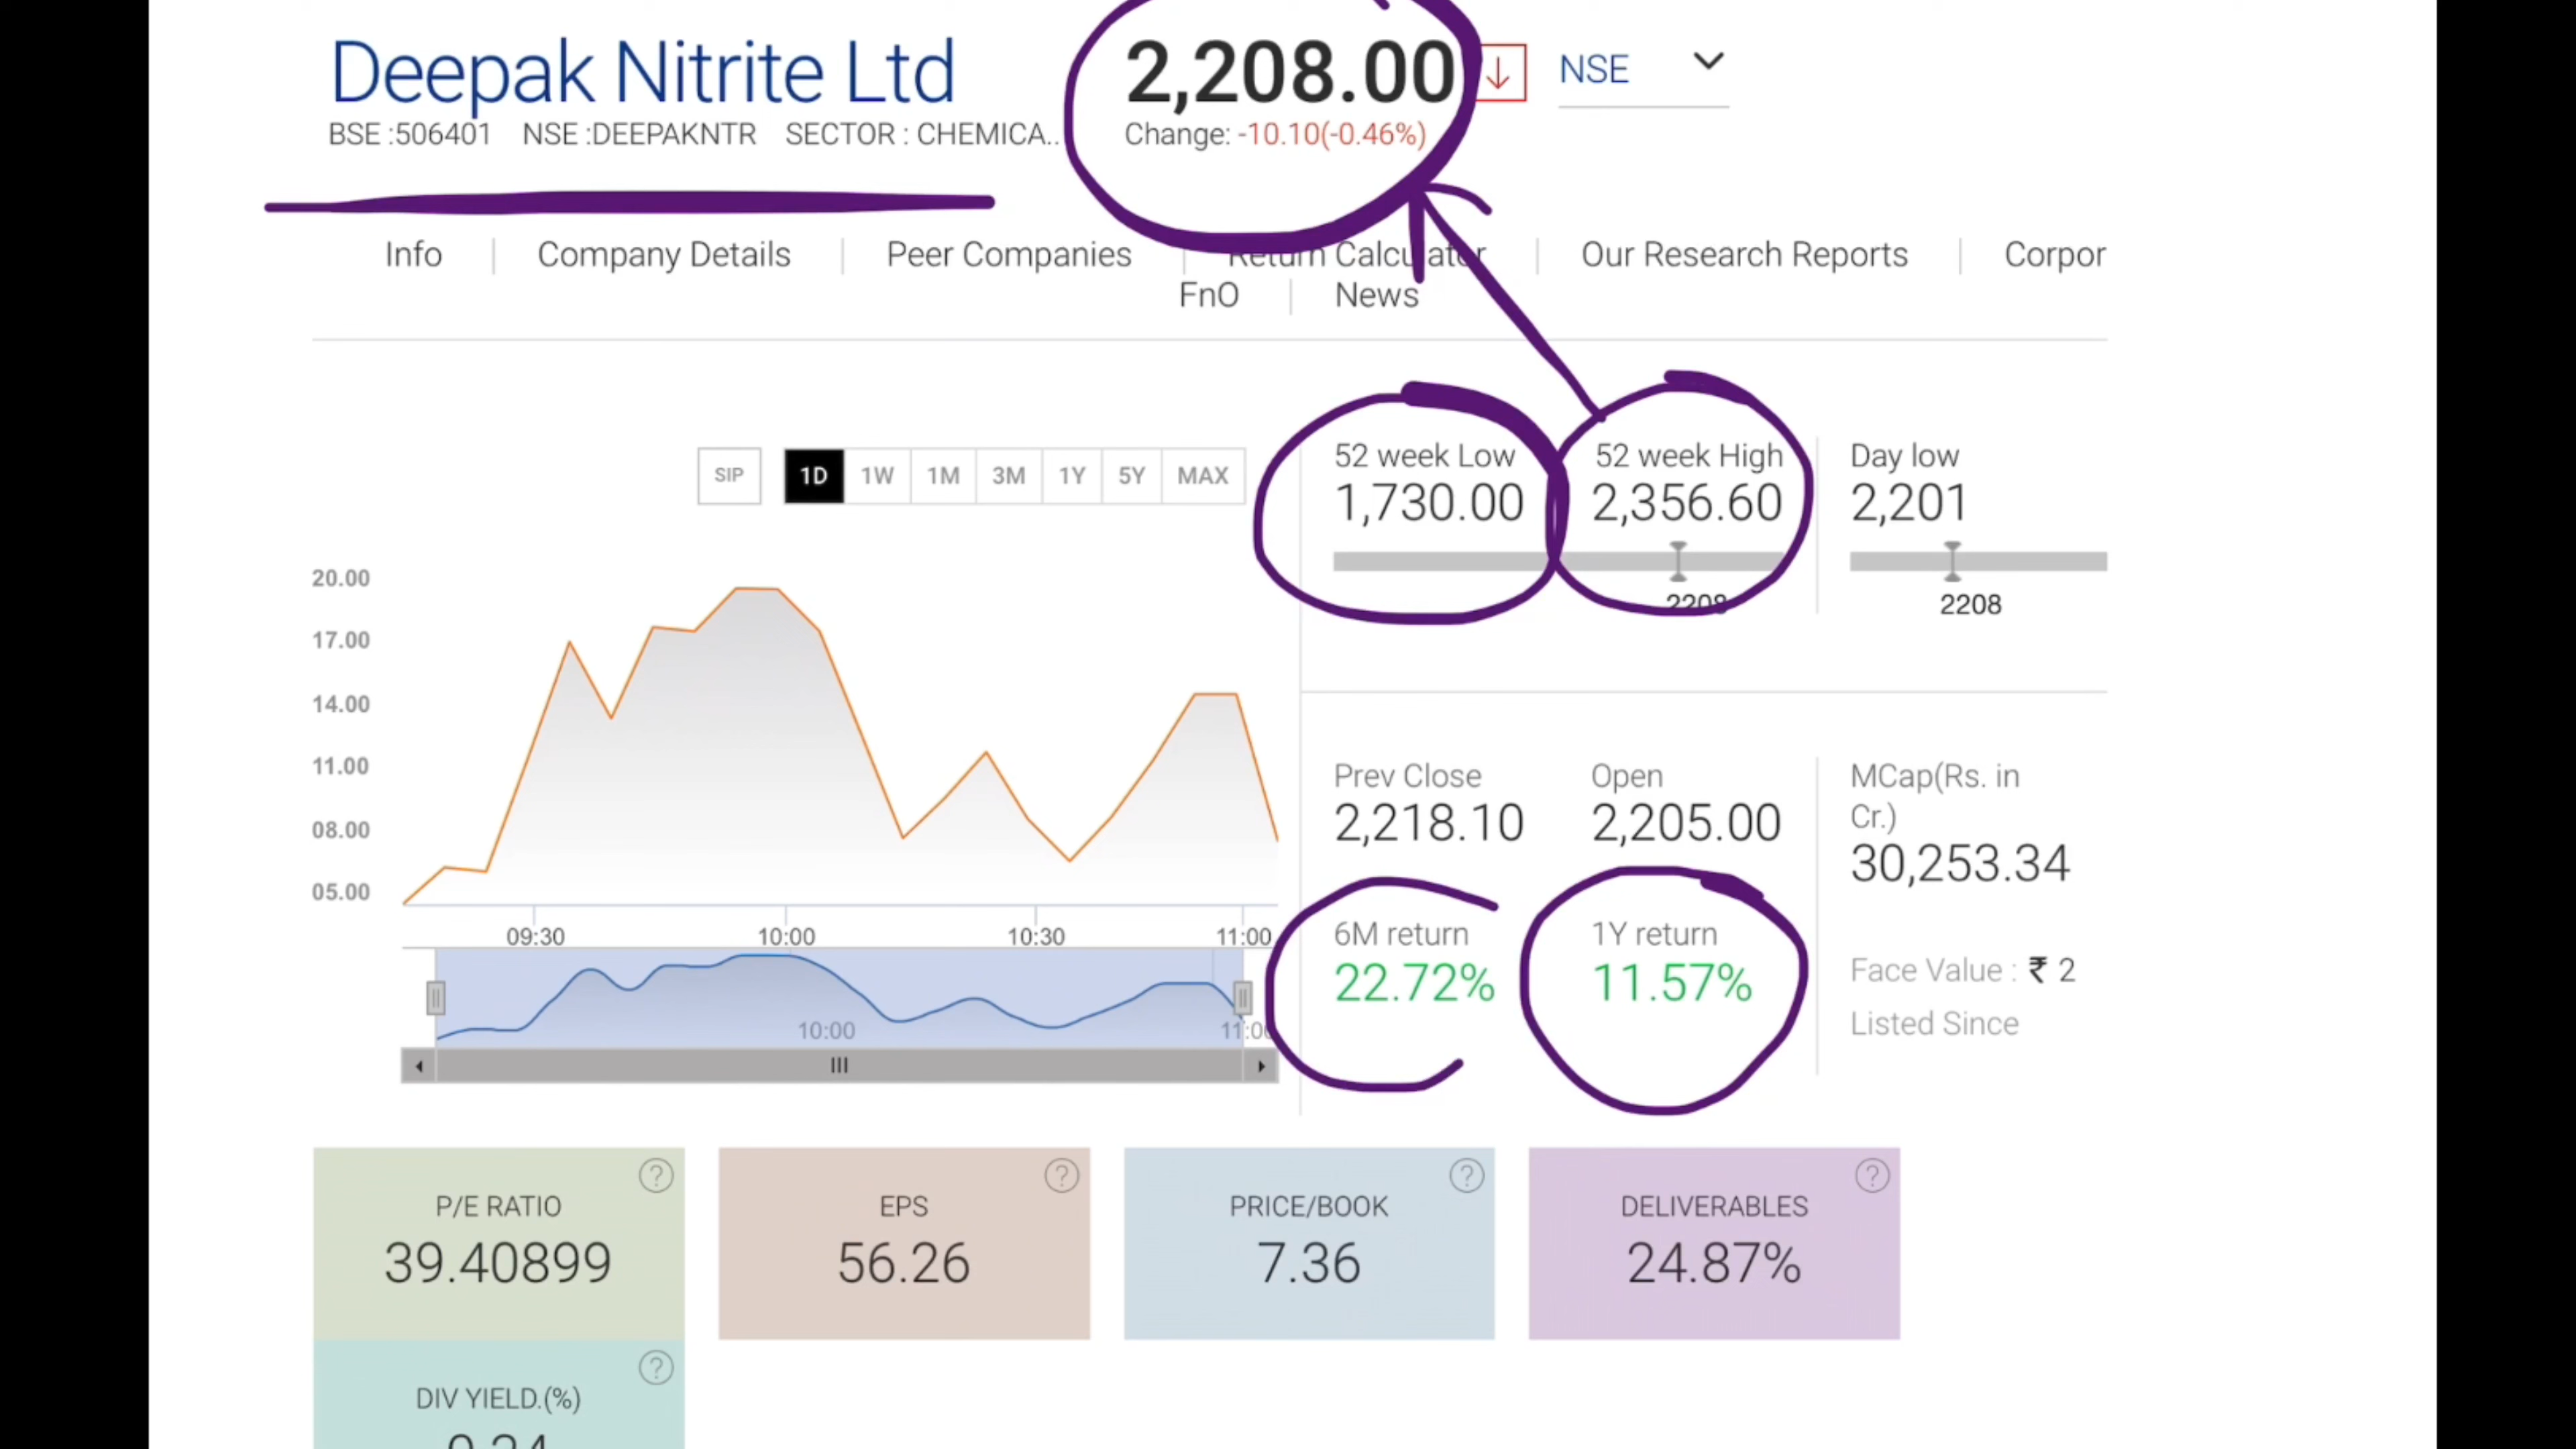 Deepak Nitrite Ltd
2,208.00
NSE
BSE :506401 NSE :DEEPAKNTR SECTOR : CHEMICA..
Change: -10.10(-0.46%)
Info
Company Details
Peer Companies
Return Calculator
Our Research Reports
Corpor
FnO
News
SIP
1D
1W
1M
3M
1Y
5Y
MAX
52 week Low
1,730.00
52 week High
2,356.60
2208
Day low
2,201
2208
20.00
17.00
14.00
11.00
08.00
05.00
09:30
10:00
10:30
11:00
10:00
11:00
Prev Close
2,218.10
Open
2,205.00
MCap(Rs. in
Cr.)
30,253.34
6M return
22.72%
1Y return
11.57%
Face Value : ₹ 2
Listed Since
P/E RATIO
39.40899
EPS
56.26
PRICE/BOOK
7.36
DELIVERABLES
24.87%
DIV YIELD.(%)